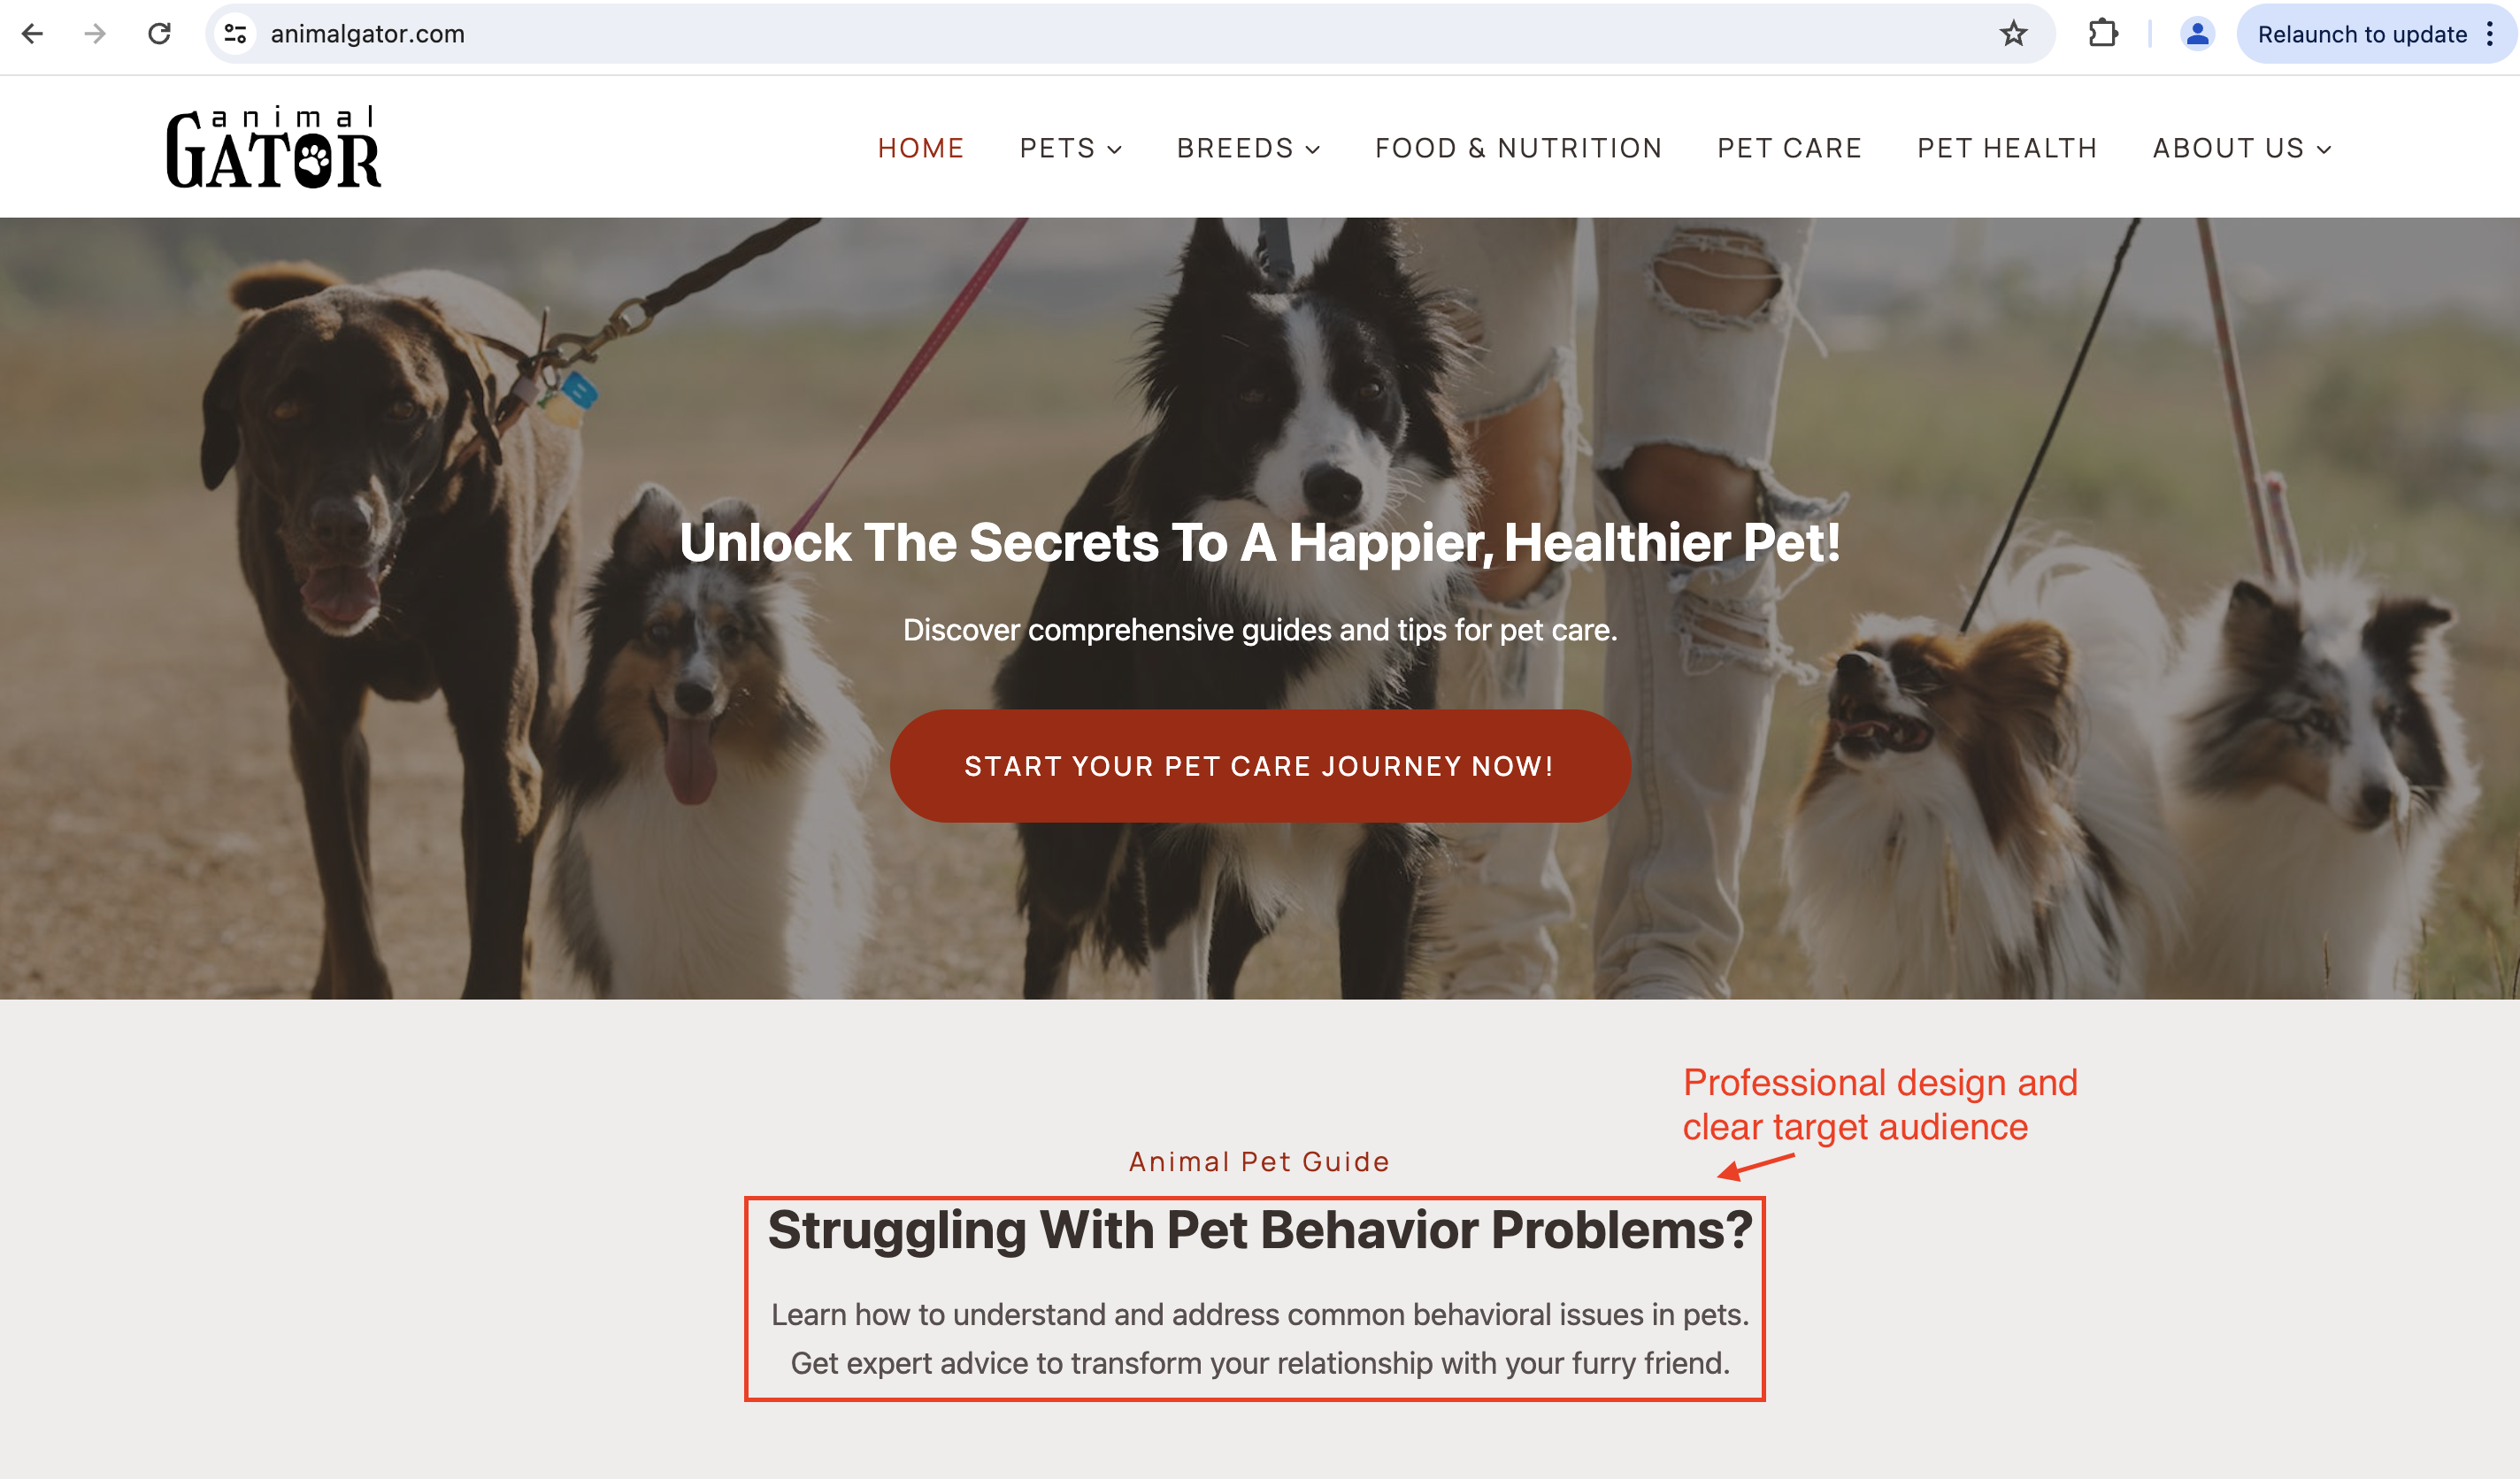 animalgator.com
Relaunch to update
animal
GATOR
HOME
PETS
BREEDS
FOOD & NUTRITION
PET CARE
PET HEALTH
ABOUT US
Unlock The Secrets To A Happier, Healthier Pet!
Discover comprehensive guides and tips for pet care.
START YOUR PET CARE JOURNEY NOW!
Professional design and
clear target audience
Animal Pet Guide
Struggling With Pet Behavior Problems?
Learn how to understand and address common behavioral issues in pets.
Get expert advice to transform your relationship with your furry friend.